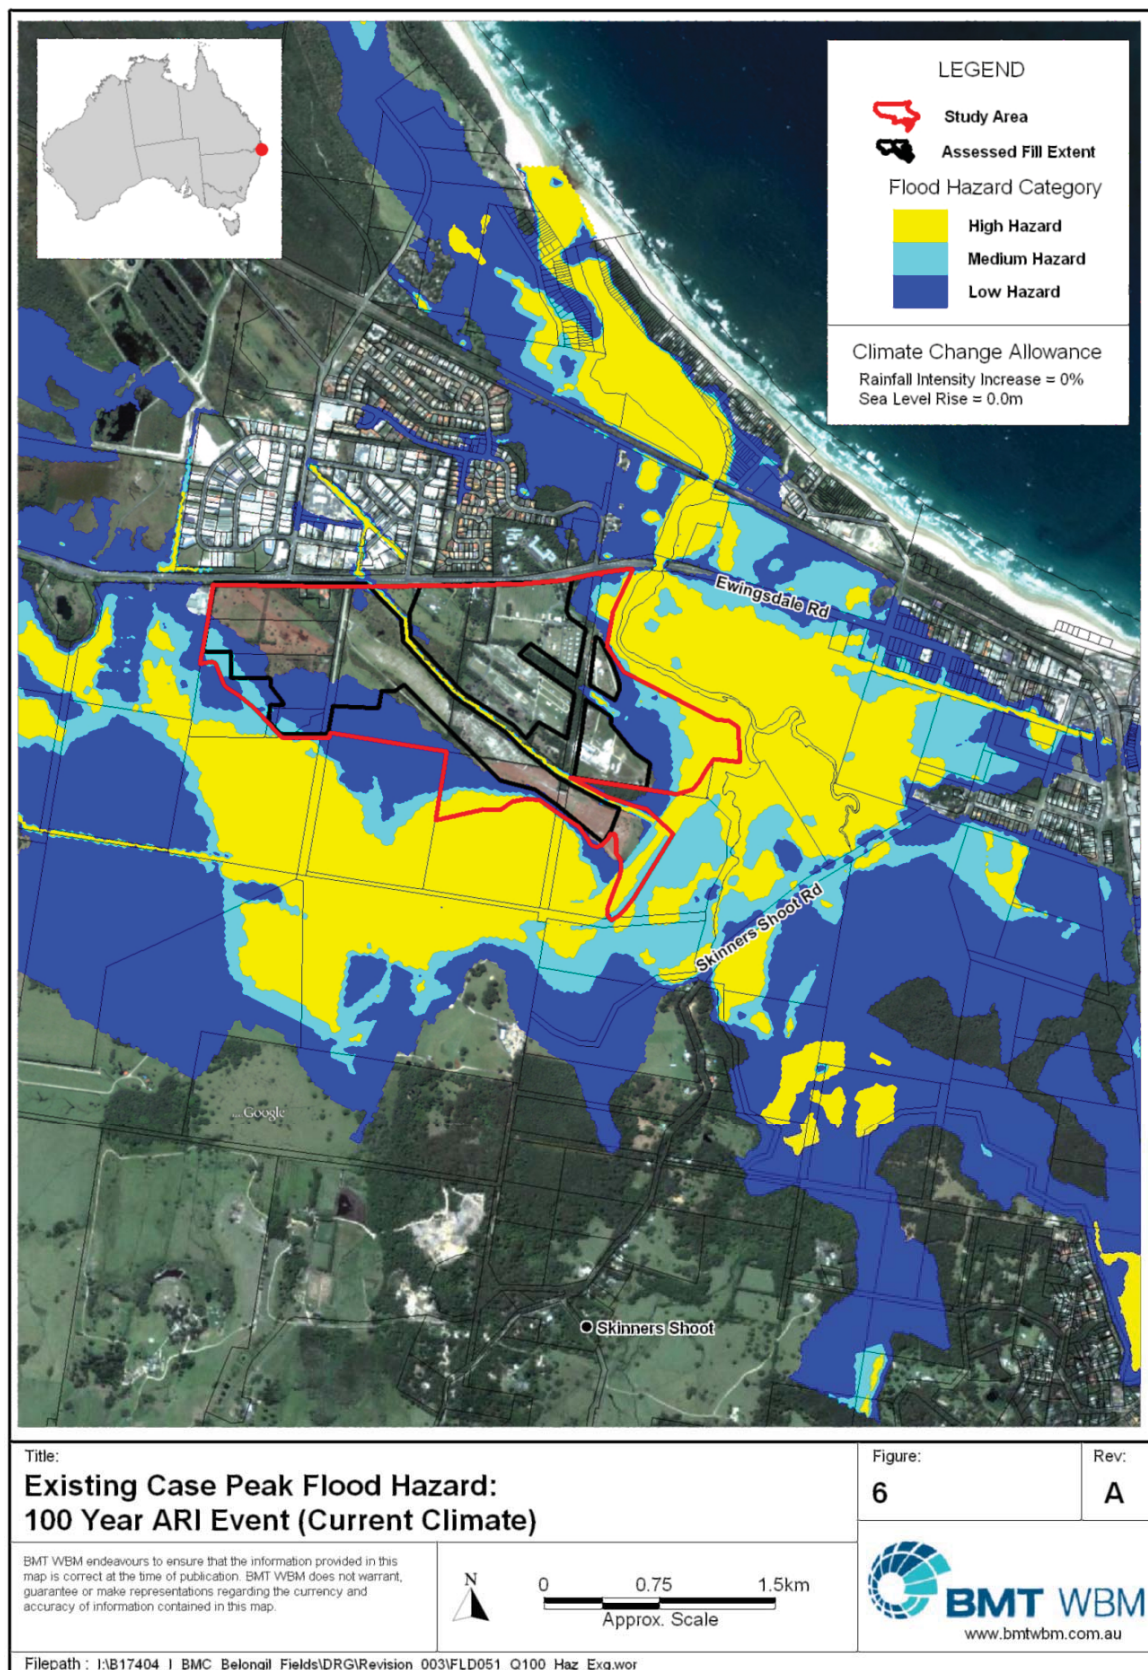 LEGEND
Study Area
Assessed Fill Extent
Flood Hazard Category
High Hazard
Medium Hazard
Low Hazard
Climate Change Allowance
Rainfall Intensity Increase = 0%
Sea Level Rise = 0.0m
Ewingsdale Rd
Skinners Shoot Rd
... Google
Skinners Shoot
Title:
Existing Case Peak Flood Hazard:
100 Year ARI Event (Current Climate)
Figure:
6
Rev:
A
BMT WBM endeavours to ensure that the information provided in this
map is correct at the time of publication. BMT WBM does not warrant,
guarantee or make representations regarding the currency and
accuracy of information contained in this map.
N
0 0.75 1.5km
Approx. Scale
BMT WBM
www.bmtwbm.com.au
Filepath : I:\B17404_I_BMC_Belongil_Fields\DRG\Revision_003\FLD051_Q100_Haz_Exg.wor